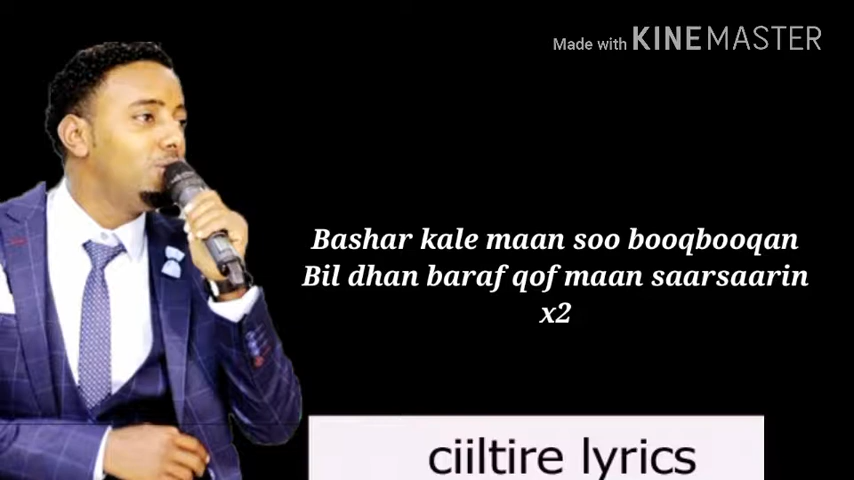 Made with KINEMASTER
Bashar kale maan soo booqbooqan
Bil dhan baraf qof maan saarsaarin
x2
ciiltire lyrics